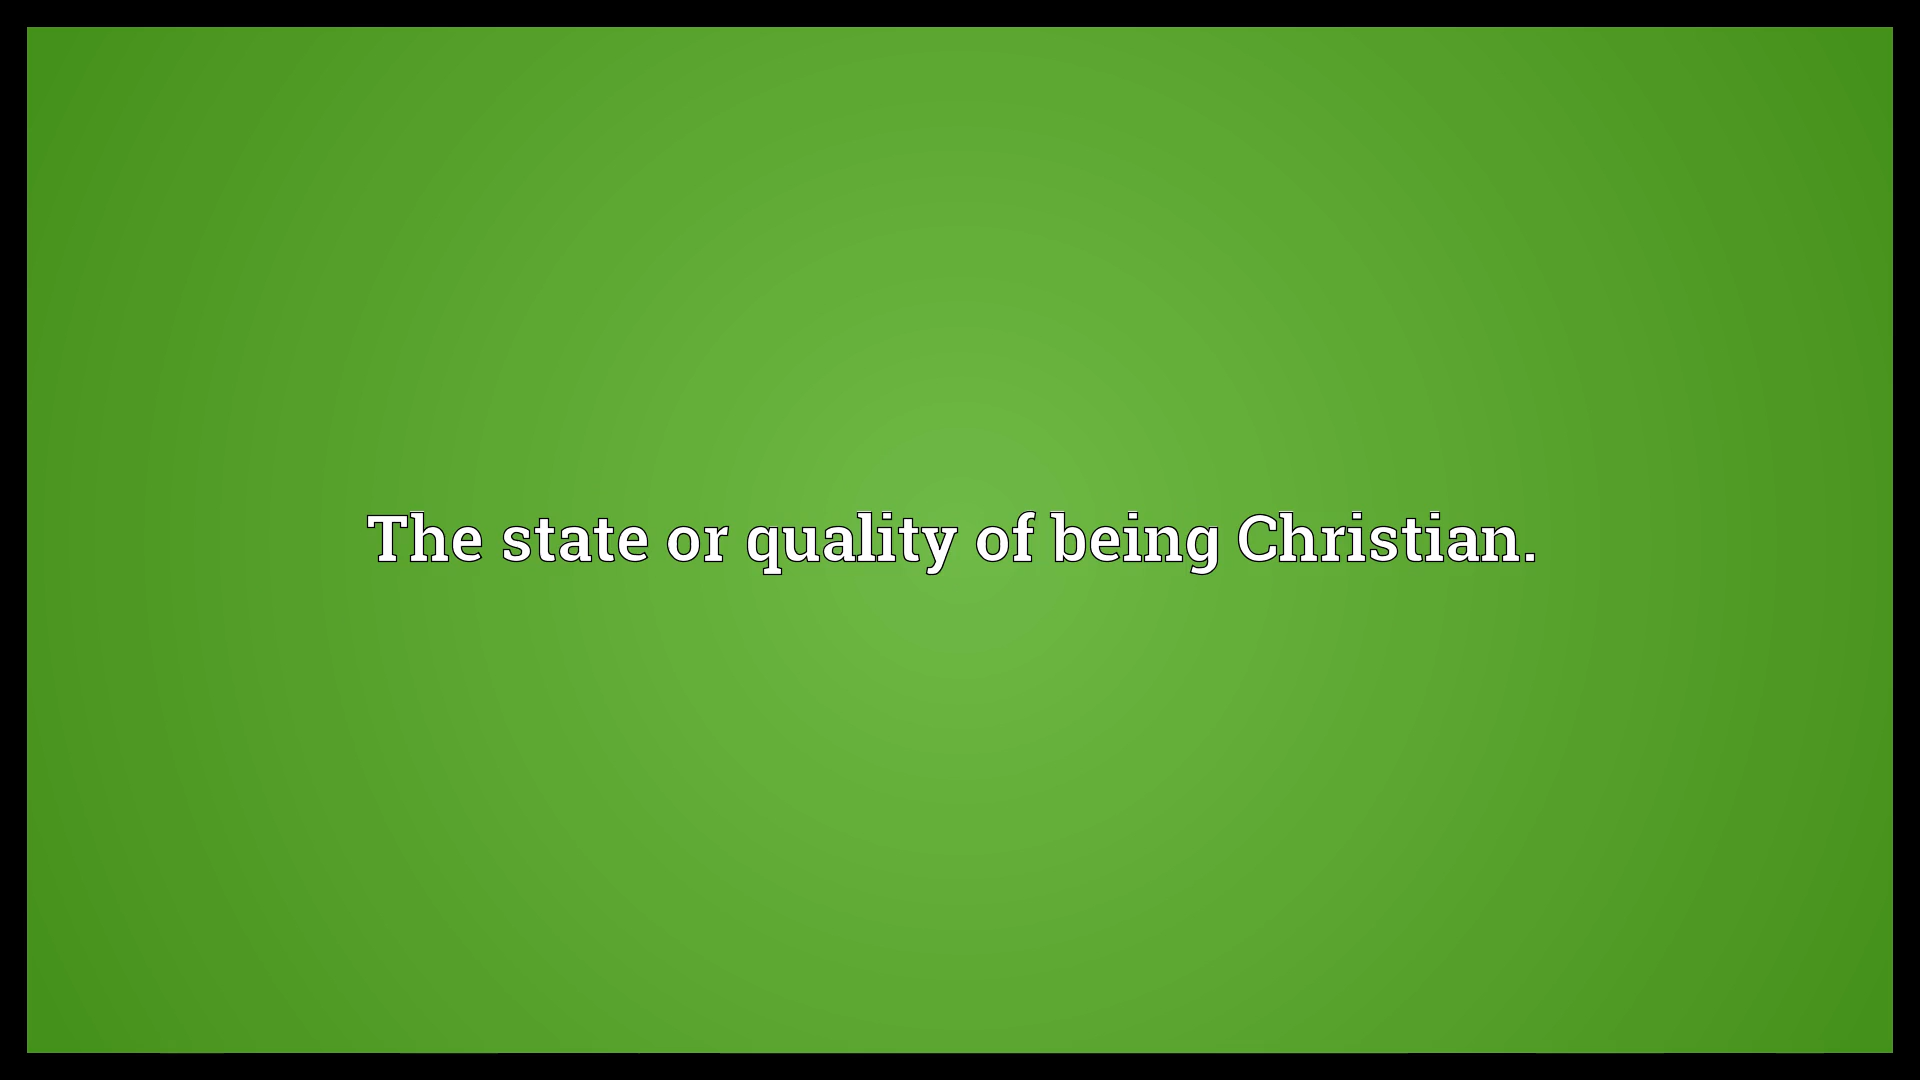 The state or quality of being Christian.